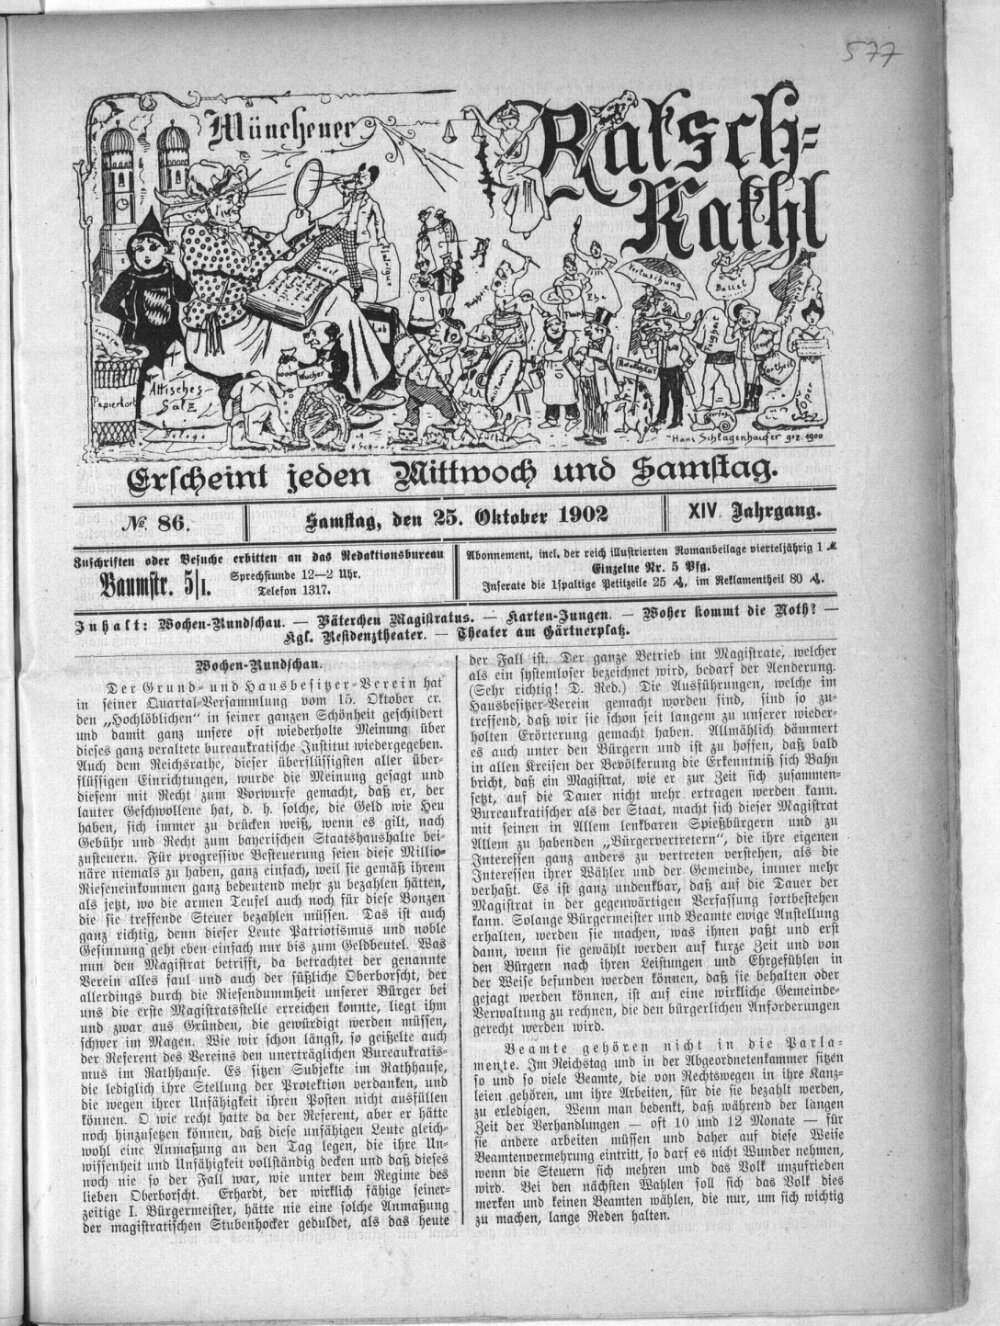 577
Münchener
Ratsch-
Kathl
Vertuschung
Ballet
Ehe
Wucher
Attisches
Salz
Papierkorb
Hans Schlagenhaufer gez. 1900
Erscheint jeden Mittwoch und Samstag.
№ 86.
Samstag, den 25. Oktober 1902
XIV. Jahrgang.
Zuschriften oder Besuche erbitten an das Redaktionsbureau
Baumstr. 5/I.
Sprechstunde 12—2 Uhr.
Telefon 1317.
Abonnement, incl. der reich illustrierten Romanbeilage vierteljährig 1 ℳ
Einzelne Nr. 5 Pfg.
Inserate die 1spaltige Petitzeile 25 ₰, im Reklamentheil 80 ₰.
Inhalt: Wochen-Rundschau. — Väterchen Magistratus. — Karten-Jungen. — Woher kommt die Noth? —
Kgl. Residenztheater. — Theater am Gärtnerplatz.
Wochen-Rundschau.
Der Grund- und Hausbesitzer-Verein hat
in seiner Quartal-Versammlung vom 15. Oktober cr.
den „Hochlöblichen“ in seiner ganzen Schönheit geschildert
und damit ganz unsere oft wiederholte Meinung über
dieses ganz veraltete bureaukratische Institut wiedergegeben.
Auch dem Reichsrathe, dieser überflüssigsten aller über-
flüssigen Einrichtungen, wurde die Meinung gesagt und
diesem mit Recht zum Vorwurfe gemacht, daß er, der
lauter Geschwollene hat, d. h. solche, die Geld wie Heu
haben, sich immer zu drücken weiß, wenn es gilt, nach
Gebühr und Recht zum bayerischen Staatshaushalte bei-
zusteuern. Für progressive Besteuerung seien diese Millio-
näre niemals zu haben, ganz einfach, weil sie gemäß ihrem
Rieseneinkommen ganz bedeutend mehr zu bezahlen hätten,
als jetzt, wo die armen Teufel auch noch für diese Bonzen
die sie treffende Steuer bezahlen müssen. Das ist auch
ganz richtig, denn dieser Leute Patriotismus und noble
Gesinnung geht eben einfach nur bis zum Geldbeutel. Was
nun den Magistrat betrifft, da betrachtet der genannte
Verein alles faul und auch der süßliche Oberborscht, der
allerdings durch die Riesendummheit unserer Bürger bei
uns die erste Magistratsstelle erreichen konnte, liegt ihm
und zwar aus Gründen, die gewürdigt werden müssen,
schwer im Magen. Wie wir schon längst, so geißelte auch
der Referent des Vereins den unerträglichen Bureaukratis-
mus im Rathhause. Es sitzen Subjekte im Rathhause,
die lediglich ihre Stellung der Protektion verdanken, und
die wegen ihrer Unfähigkeit ihren Posten nicht ausfüllen
können. O wie recht hatte da der Referent, aber er hätte
noch hinzusetzen können, daß diese unfähigen Leute gleich-
wohl eine Anmaßung an den Tag legen, die ihre Un-
wissenheit und Unfähigkeit vollständig decken und daß dieses
noch nie so der Fall war, wie unter dem Regime des
lieben Oberborscht. Erhardt, der wirklich fähige seiner-
zeitige I. Bürgermeister, hätte nie eine solche Anmaßung
der magistratischen Stubenhocker geduldet, als das heute
der Fall ist. Der ganze Betrieb im Magistrate, welcher
als ein systemloser bezeichnet wird, bedarf der Aenderung.
(Sehr richtig! D. Red.) Die Ausführungen, welche im
Hausbesitzer-Verein gemacht worden sind, sind so zu-
treffend, daß wir sie schon seit langem zu unserer wieder-
holten Erörterung gemacht haben. Allmählich dämmert
es auch unter den Bürgern und ist zu hoffen, daß bald
in allen Kreisen der Bevölkerung die Erkenntniß sich Bahn
bricht, daß ein Magistrat, wie er zur Zeit sich zusammen-
setzt, auf die Dauer nicht mehr ertragen werden kann.
Bureaukratischer als der Staat, macht sich dieser Magistrat
mit seinen in Allem lenkbaren Spießbürgern und zu
Allem zu habenden „Bürgervertretern“, die ihre eigenen
Interessen ganz anders zu vertreten verstehen, als die
Interessen ihrer Wähler und der Gemeinde, immer mehr
verhaßt. Es ist ganz undenkbar, daß auf die Dauer der
Magistrat in der gegenwärtigen Verfassung fortbestehen
kann. Solange Bürgermeister und Beamte ewige Anstellung
erhalten, werden sie machen, was ihnen paßt und erst
dann, wenn sie gewählt werden auf kurze Zeit und von
den Bürgern nach ihren Leistungen und Ehrgefühlen in
der Weise befunden werden können, daß sie behalten oder
gejagt werden können, ist auf eine wirkliche Gemeinde-
Verwaltung zu rechnen, die den bürgerlichen Anforderungen
gerecht werden wird.
Beamte gehören nicht in die Parla-
mente. Im Reichstag und in der Abgeordnetenkammer sitzen
so und so viele Beamte, die von Rechtswegen in ihre Kanz-
leien gehören, um ihre Arbeiten, für die sie bezahlt werden,
zu erledigen. Wenn man bedenkt, daß während der langen
Zeit der Verhandlungen — oft 10 und 12 Monate — für
sie andere arbeiten müssen und daher auf diese Weise
Beamtenvermehrung eintritt, so darf es nicht Wunder nehmen,
wenn die Steuern sich mehren und das Volk unzufrieden
wird. Bei den nächsten Wahlen soll sich das Volk dies
merken und keinen Beamten wählen, die nur, um sich wichtig
zu machen, lange Reden halten.